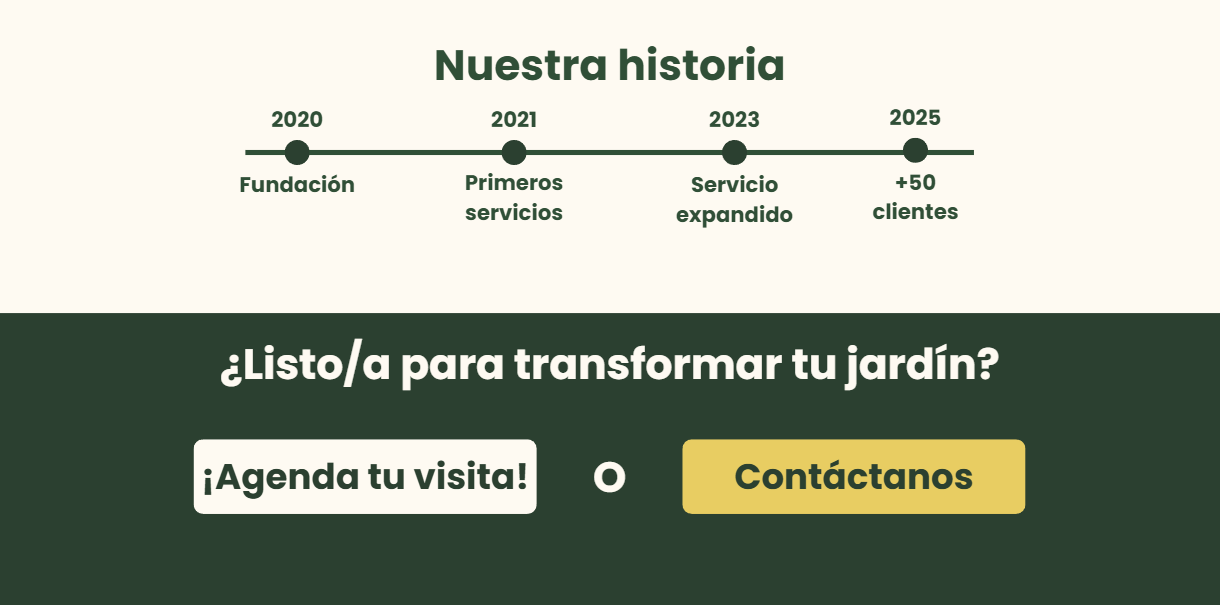 Nuestra historia
2020
2021
2023
2025
Fundación
Primeros
servicios
Servicio
expandido
+50
clientes
¿Listo/a para transformar tu jardín?
¡Agenda tu visita!
o
Contáctanos